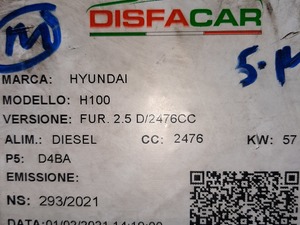 M DISFACAR
MARCA: HYUNDAI
MODELLO: H100
VERSIONE: FUR. 2.5 D/2476CC
ALIM.: DIESEL CC: 2476 KW: 57
P5: D4BA
EMISSIONE:
NS: 293/2021